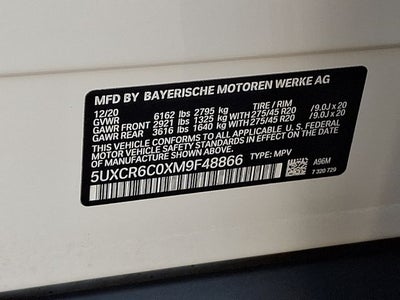 MFD BY BAYERISCHE MOTOREN WERKE AG
12/20 TIRE / RIM
GVWR 6162 lbs 2795 kg
GAWR FRONT 2921 lbs 1325 kg WITH 275/45 R20 /9.0J x 20
GAWR REAR 3616 lbs 1640 kg WITH 275/45 R20 /9.0J x 20
THIS VEHICLE CONFORMS TO ALL APPLICABLE U. S. FEDERAL
MOTOR VEHICLE SAFETY STANDARDS IN EFFECT ON THE DATE
OF MANUFACTURE SHOWN ABOVE.
5UXCR6C0XM9F48866 TYPE: MPV
A96M
7 320 729